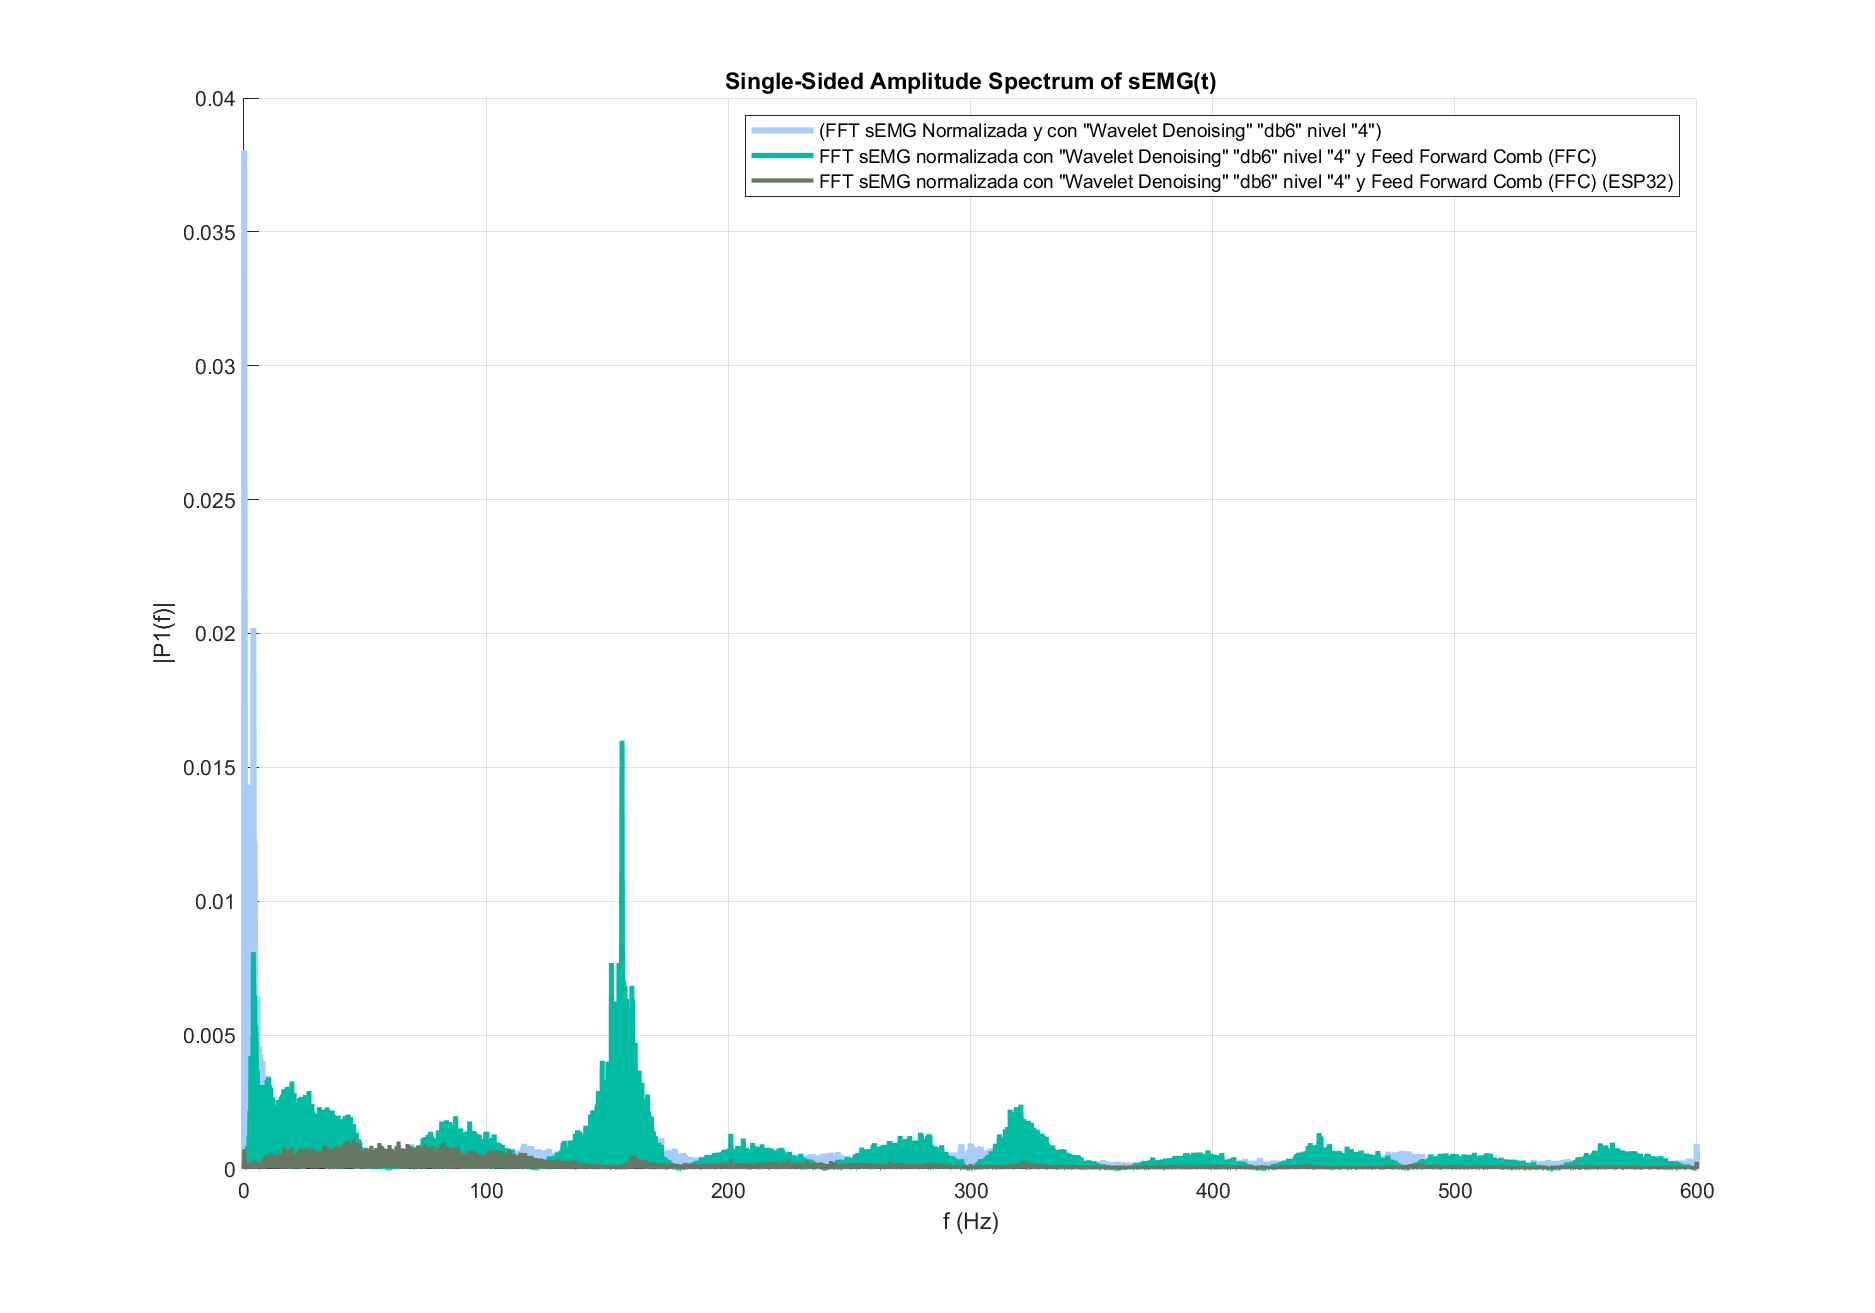 Single-Sided Amplitude Spectrum of sEMG(t)
0.04
0.035
0.03
0.025
0.02
0.015
0.01
0.005
0
|P1(f)|
(FFT sEMG Normalizada y con "Wavelet Denoising" "db6" nivel "4")
FFT sEMG normalizada con "Wavelet Denoising" "db6" nivel "4" y Feed Forward Comb (FFC)
FFT sEMG normalizada con "Wavelet Denoising" "db6" nivel "4" y Feed Forward Comb (FFC) (ESP32)
0 100 200 300 400 500 600
f (Hz)